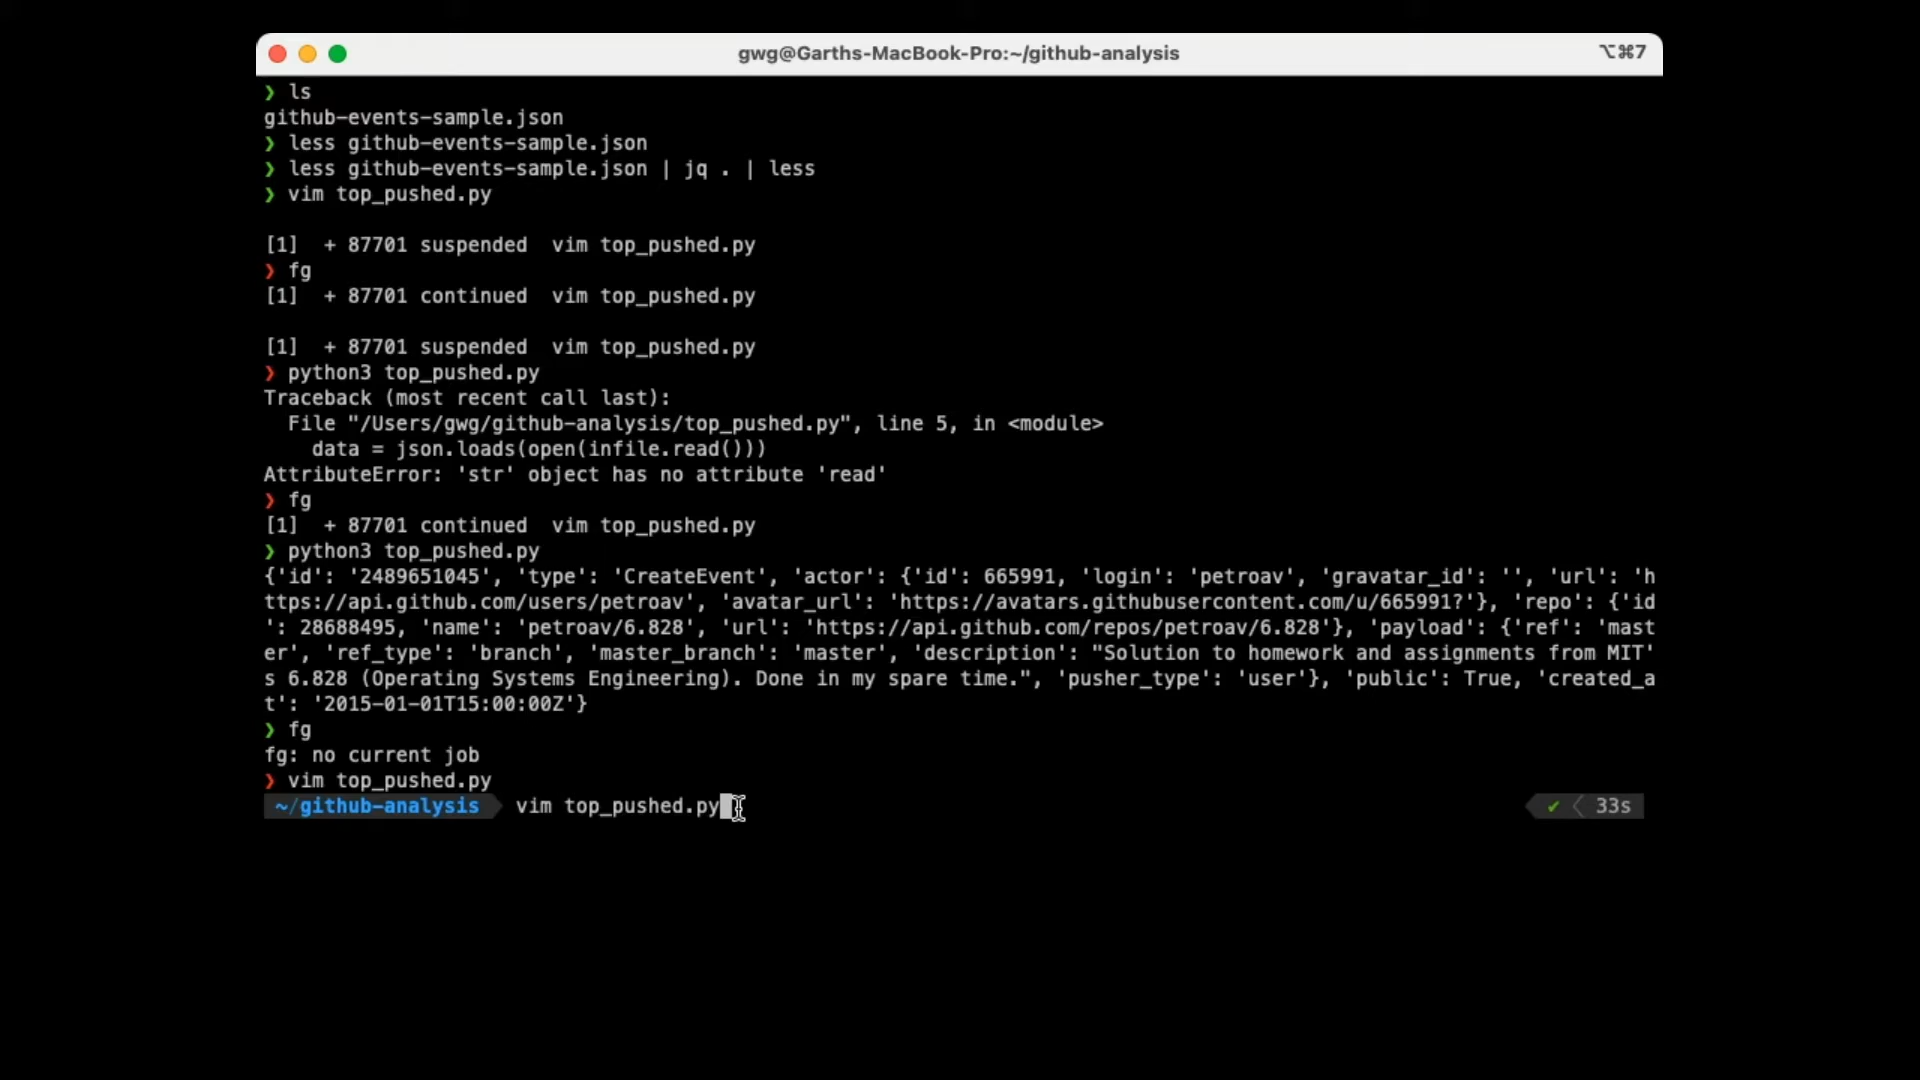 gwg@Garths-MacBook-Pro:~/github-analysis
⌥⌘7
❯ ls
github-events-sample.json
❯ less github-events-sample.json
❯ less github-events-sample.json | jq . | less
❯ vim top_pushed.py
[1]  + 87701 suspended  vim top_pushed.py
❯ fg
[1]  + 87701 continued  vim top_pushed.py
[1]  + 87701 suspended  vim top_pushed.py
❯ python3 top_pushed.py
Traceback (most recent call last):
  File "/Users/gwg/github-analysis/top_pushed.py", line 5, in <module>
    data = json.loads(open(infile.read()))
AttributeError: 'str' object has no attribute 'read'
❯ fg
[1]  + 87701 continued  vim top_pushed.py
❯ python3 top_pushed.py
{'id': '2489651045', 'type': 'CreateEvent', 'actor': {'id': 665991, 'login': 'petroav', 'gravatar_id': '', 'url': 'h
ttps://api.github.com/users/petroav', 'avatar_url': 'https://avatars.githubusercontent.com/u/665991?'}, 'repo': {'id
': 28688495, 'name': 'petroav/6.828', 'url': 'https://api.github.com/repos/petroav/6.828'}, 'payload': {'ref': 'mast
er', 'ref_type': 'branch', 'master_branch': 'master', 'description': "Solution to homework and assignments from MIT'
s 6.828 (Operating Systems Engineering). Done in my spare time.", 'pusher_type': 'user'}, 'public': True, 'created_a
t': '2015-01-01T15:00:00Z'}
❯ fg
fg: no current job
❯ vim top_pushed.py
~/github-analysis vim top_pushed.py ✔ 33s